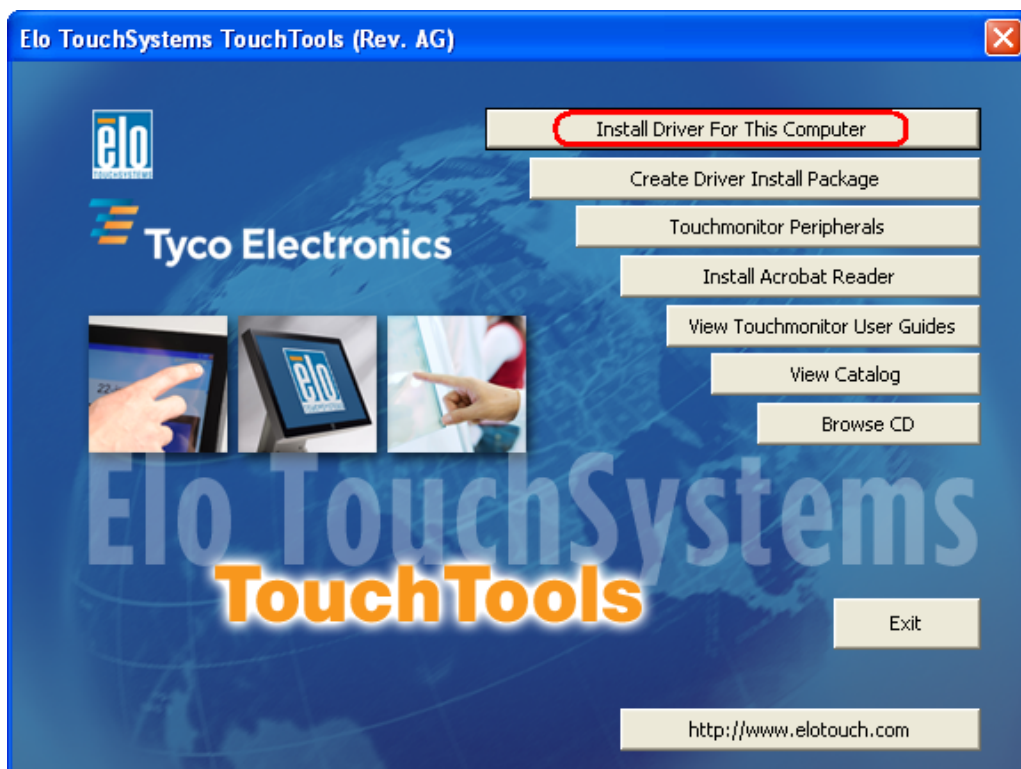 Elo TouchSystems TouchTools (Rev. AG)
Install Driver For This Computer
elo
TOUCHSYSTEMS
Create Driver Install Package
Tyco Electronics
Touchmonitor Peripherals
Install Acrobat Reader
View Touchmonitor User Guides
View Catalog
Browse CD
22
elo
TOUCHSYSTEMS
Elo TouchSystems
TouchTools
Exit
http://www.elotouch.com